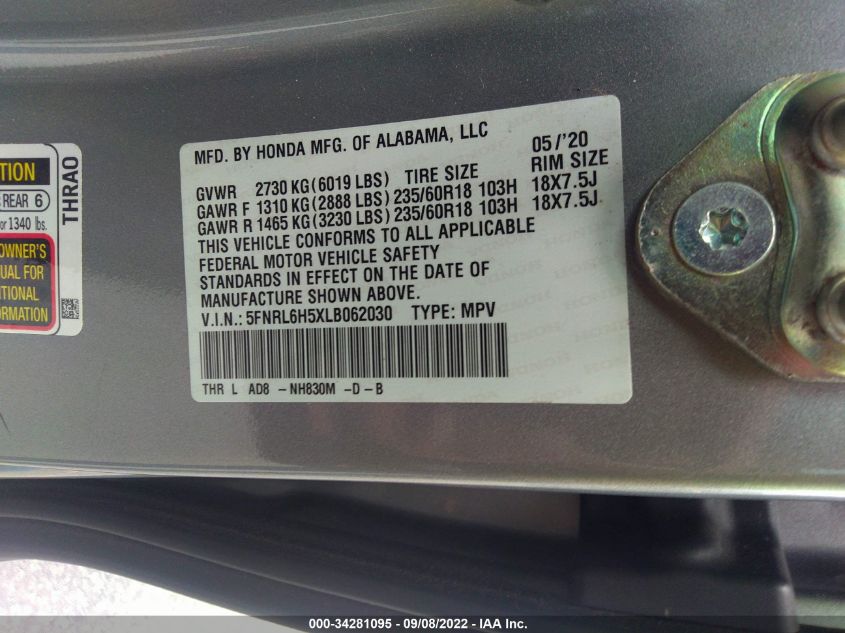 TION
REAR 6
or 1340 lbs.
OWNER'S
UAL FOR
ITIONAL
ORMATION
THRA0
MFD. BY HONDA MFG. OF ALABAMA, LLC 05/'20
GVWR 2730 KG(6019 LBS) TIRE SIZE RIM SIZE
GAWR F 1310 KG(2888 LBS) 235/60R18 103H 18X7.5J
GAWR R 1465 KG(3230 LBS) 235/60R18 103H 18X7.5J
THIS VEHICLE CONFORMS TO ALL APPLICABLE
FEDERAL MOTOR VEHICLE SAFETY
STANDARDS IN EFFECT ON THE DATE OF
MANUFACTURE SHOWN ABOVE.
V.I.N.: 5FNRL6H5XLB062030 TYPE: MPV
THR L AD8 -NH830M -D-B
000-34281095 - 09/08/2022 - IAA Inc.